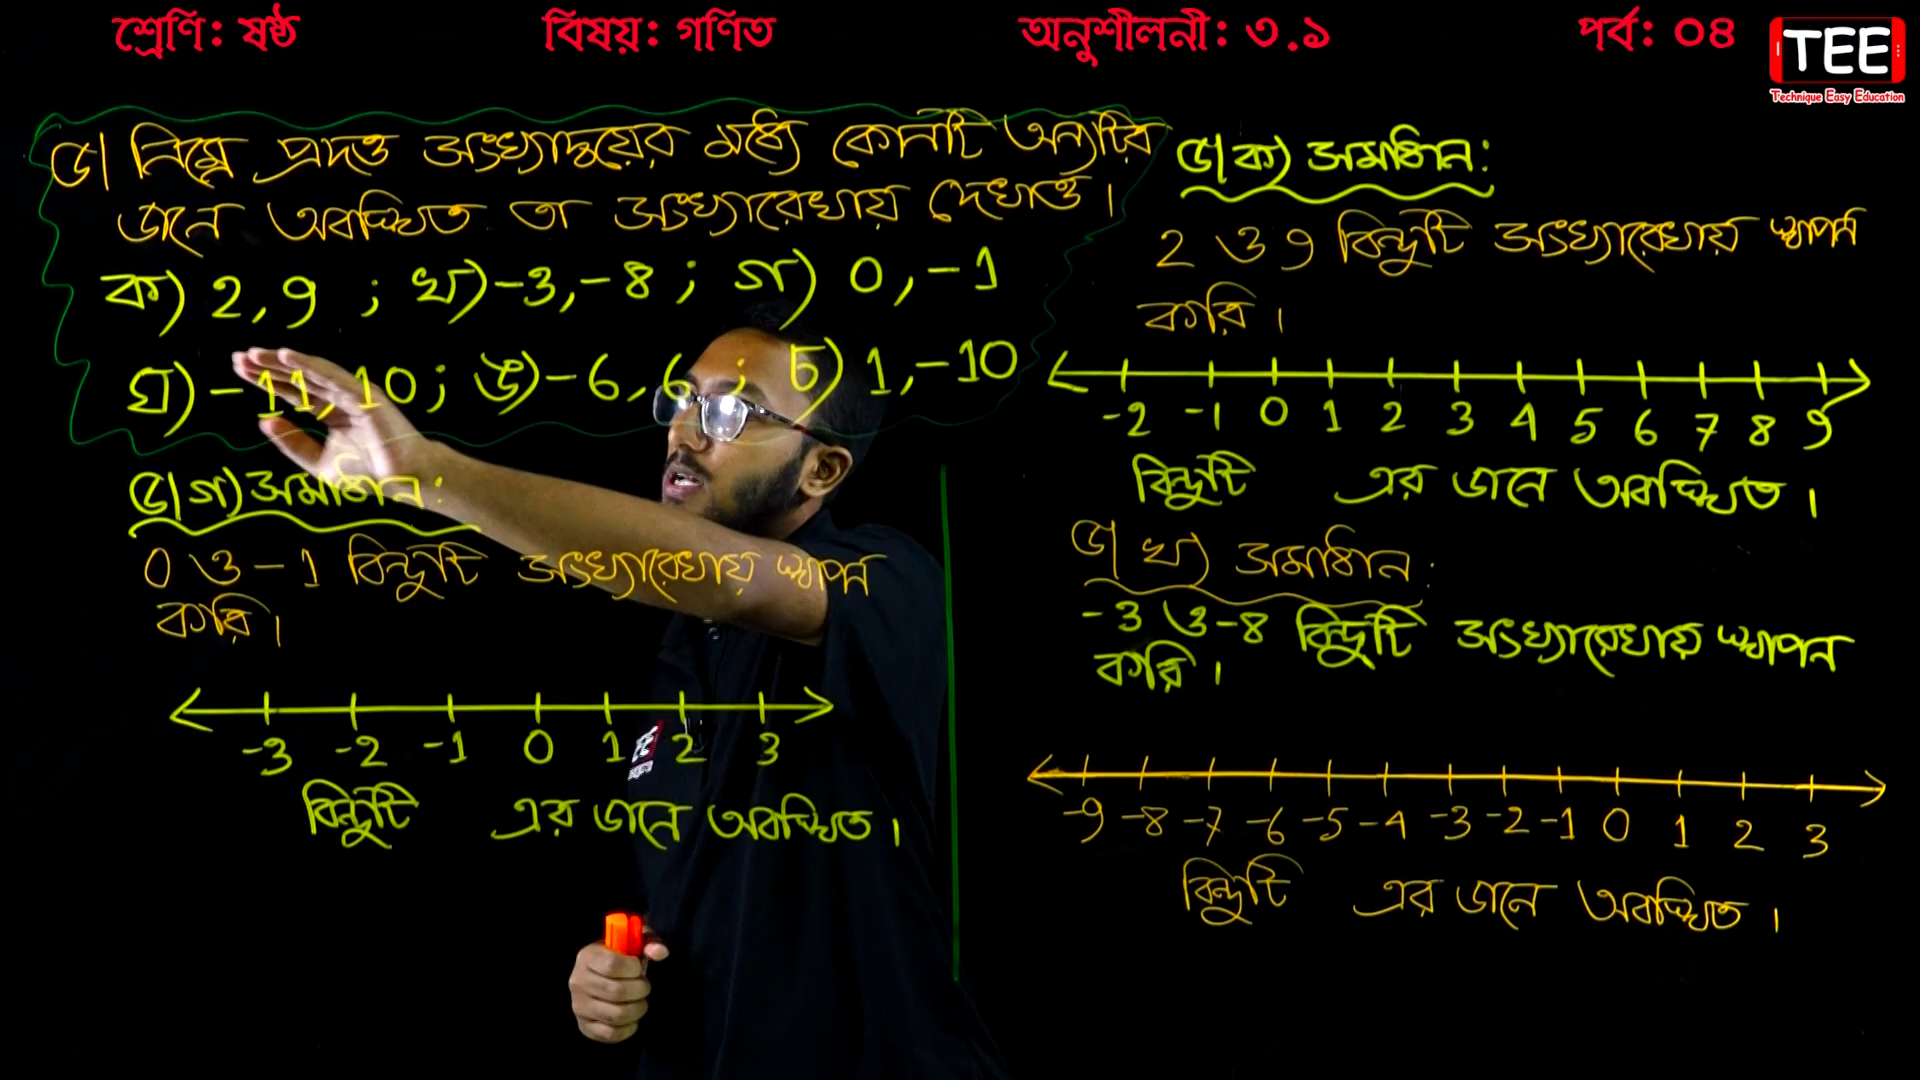 শ্রেণি: ষষ্ঠ বিষয়: গণিত অনুশীলনী: ৩.১ পর্ব: ০৪
TEE
Technique Easy Education
৫। নিম্নে প্রদত্ত সংখ্যাদ্বয়ের মধ্যে কোনটি অন্যটির
ডানে অবস্থিত তা সংখ্যারেখায় দেখাও।
ক) 2, 9 ; খ) -3, -8 ; গ) 0, -1
ঘ) -11, 10 ; ঙ) -6, 6 ; চ) 1, -10
৫। গ) সমাধান:
0 ও -1 বিন্দুটি সংখ্যারেখায় স্থাপন
করি।
-3 -2 -1 0 1 2 3
বিন্দুটি এর ডানে অবস্থিত।
৫। ক) সমাধান:
2 ও 9 বিন্দুটি সংখ্যারেখায় স্থাপন
করি।
-2 -1 0 1 2 3 4 5 6 7 8 9
বিন্দুটি এর ডানে অবস্থিত।
৫। খ) সমাধান:
-3 ও -8 বিন্দুটি সংখ্যারেখায় স্থাপন
করি।
-9 -8 -7 -6 -5 -4 -3 -2 -1 0 1 2 3
বিন্দুটি এর ডানে অবস্থিত।